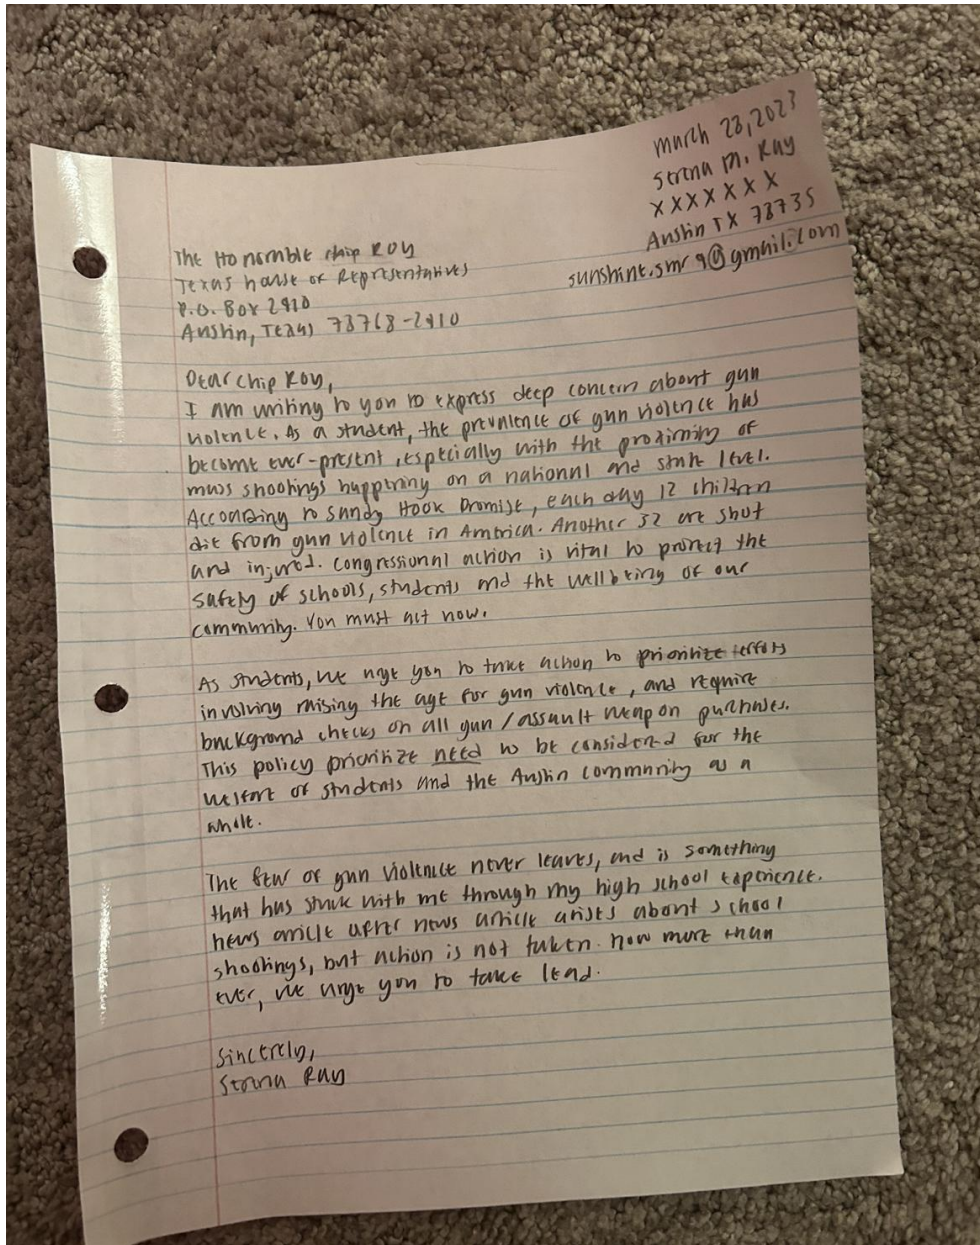 March 28, 2023
Serena M. Ray
XXXXXXX
Austin TX 78735
sunshine.smr9@gmail.com
The Honorable Chip Roy
Texas house of Representatives
P.O. Box 2910
Austin, Texas 78768-2910
Dear Chip Roy,
I am writing to you to express deep concern about gun
violence. As a student, the prevalence of gun violence has
become ever-present, especially with the proximity of
mass shootings happening on a national and state level.
According to Sandy Hook Promise, each day 12 children
die from gun violence in America. Another 32 are shot
and injured. Congressional action is vital to protect the
safety of schools, students and the wellbeing of our
community. You must act now.
As students, we urge you to take action to prioritize efforts
involving raising the age for gun violence, and require
background checks on all gun/assault weapon purchases.
This policy prioritize need to be considered for the
welfare of students and the Austin community as a
whole.
The fear of gun violence never leaves, and is something
that has stuck with me through my high school experience.
news article after news article arises about school
shootings, but action is not taken. now more than
ever, we urge you to take lead.
Sincerely,
Serena Ray